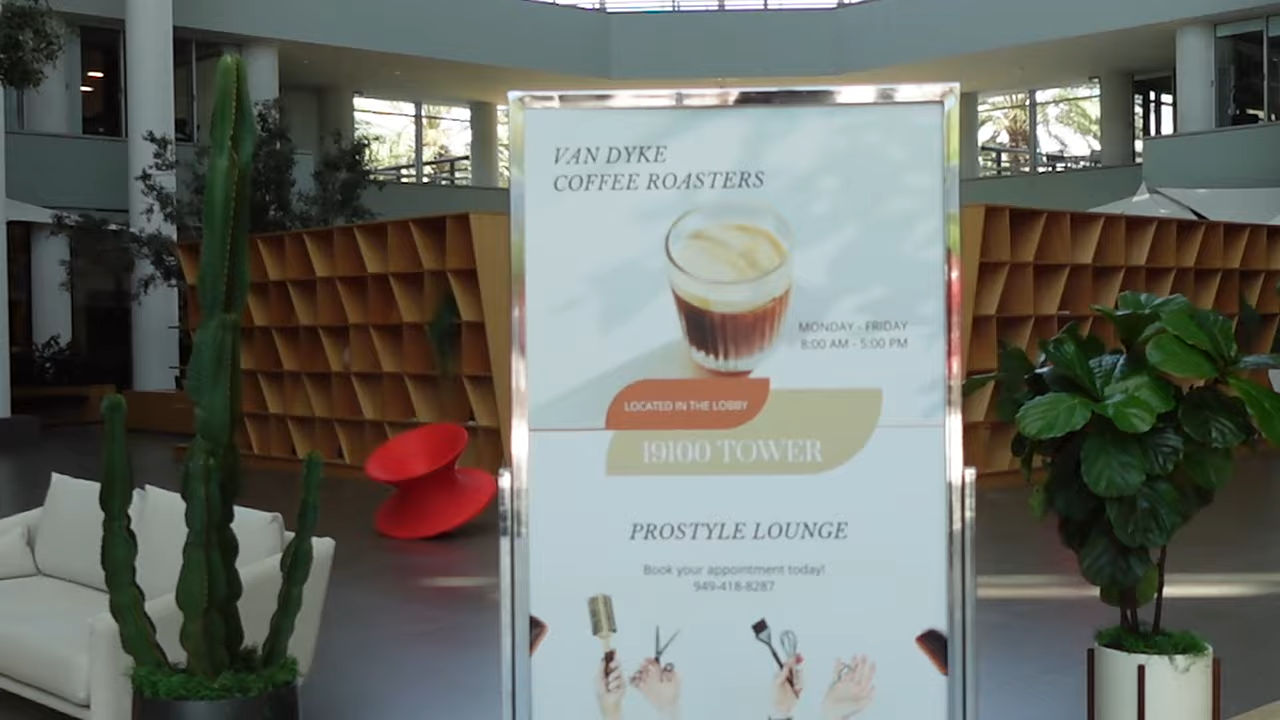 VAN DYKE
COFFEE ROASTERS
MONDAY - FRIDAY
8:00 AM - 5:00 PM
LOCATED IN THE LOBBY
19100 TOWER
PROSTYLE LOUNGE
Book your appointment today!
949-418-8287